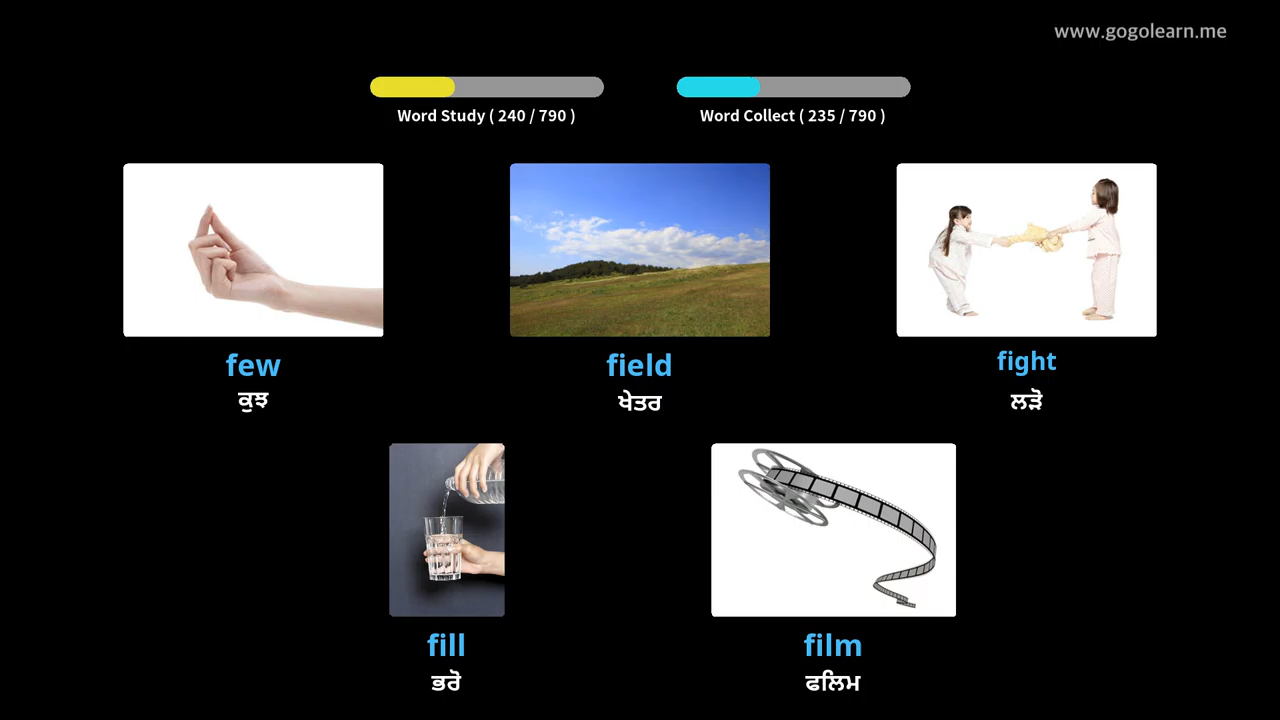 www.gogolearn.me
Word Study ( 240 / 790 )
Word Collect ( 235 / 790 )
few
ਕੁਝ
field
ਖੇਤਰ
fight
ਲੜੋ
fill
ਭਰੋ
film
ਫਲਿਮ